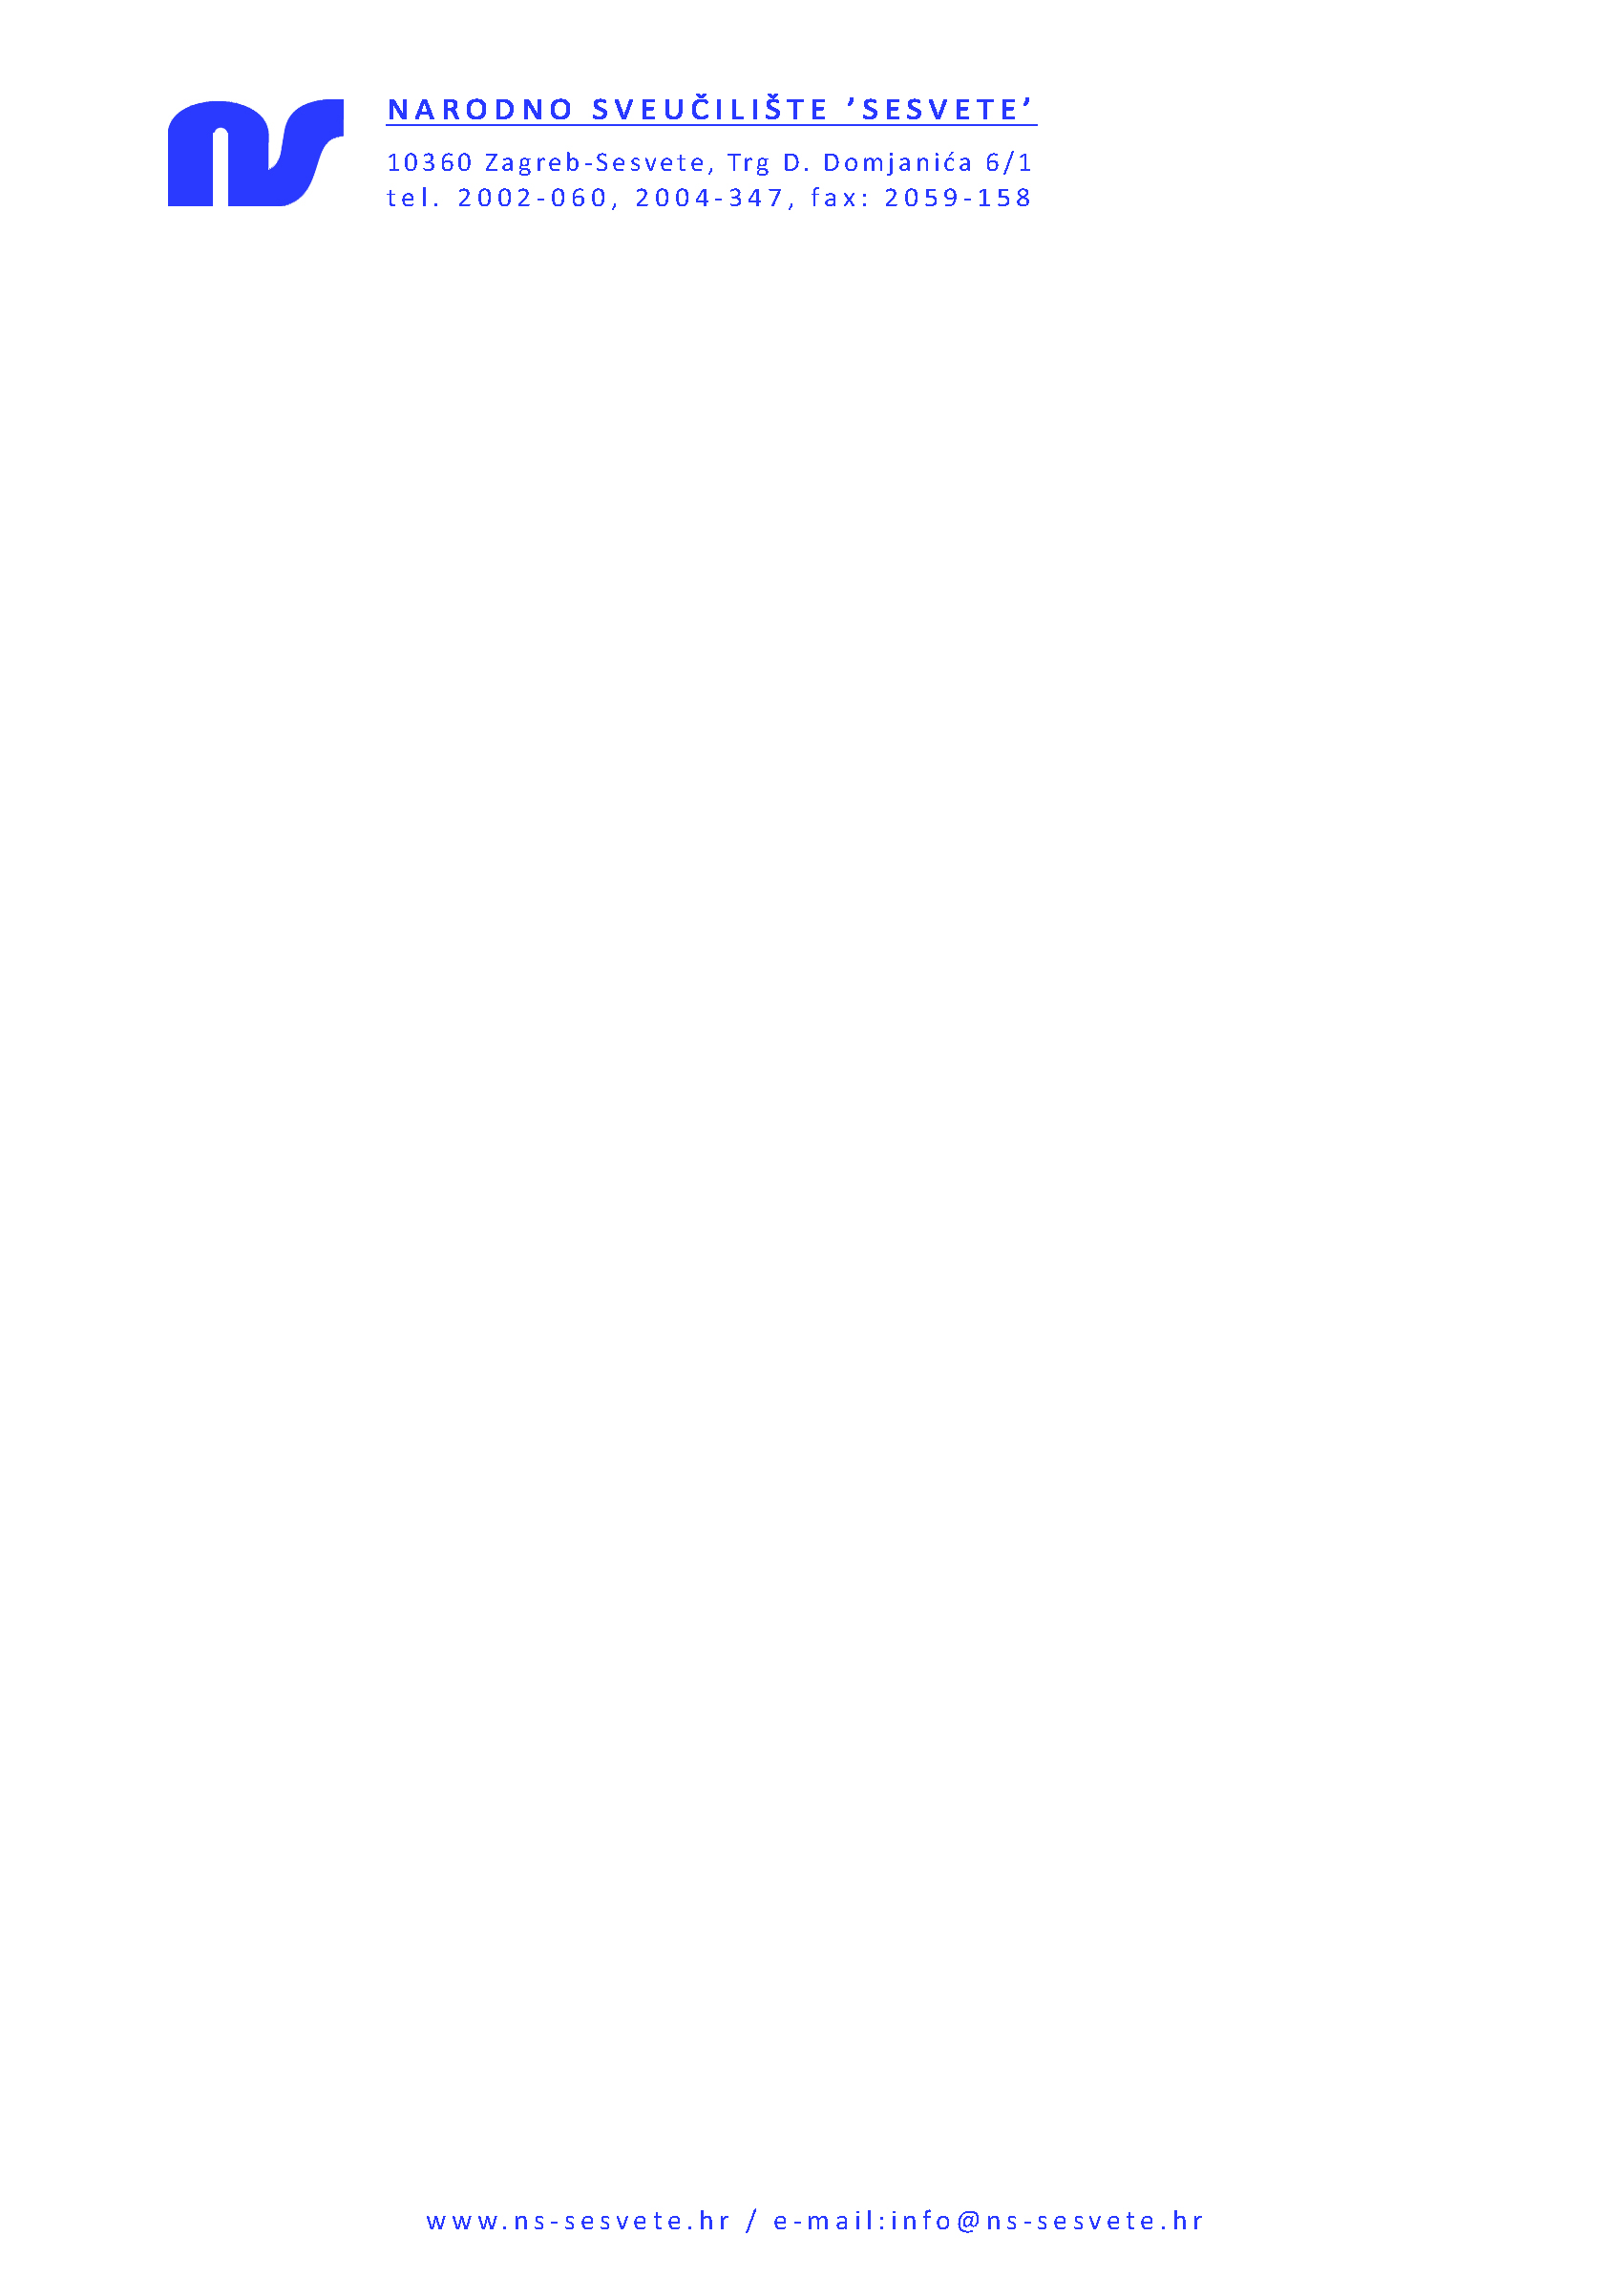 ns
NARODNO SVEUČILIŠTE ’SESVETE’
10360 Zagreb-Sesvete, Trg D. Domjanića 6/1
tel. 2002-060, 2004-347, fax: 2059-158
www.ns-sesvete.hr / e-mail:info@ns-sesvete.hr